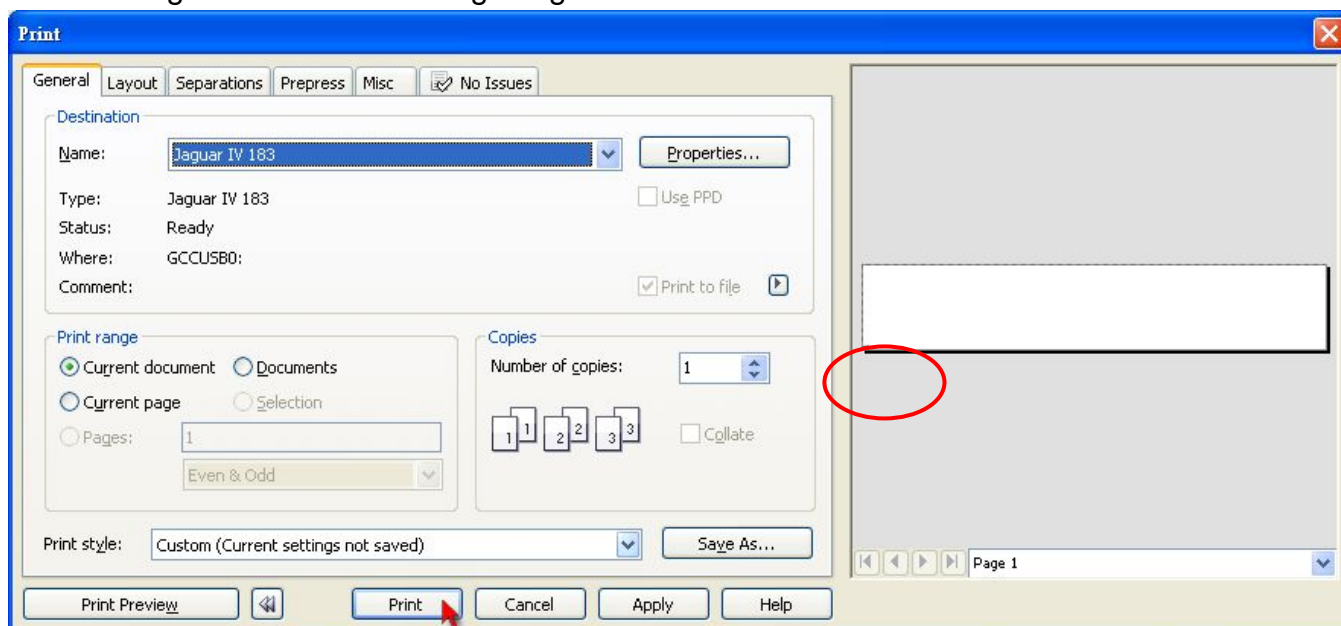 Print
General Layout Separations Prepress Misc No Issues
Destination
Name: Jaguar IV 183 Properties...
Type: Jaguar IV 183 Use PPD
Status: Ready
Where: GCCUSB0:
Comment: Print to file
Print range
Current document Documents
Current page Selection
Pages: 1
Even & Odd
Copies
Number of copies: 1
1 1 2 2 3 3 Collate
Print style: Custom (Current settings not saved) Save As...
Page 1
Print Preview Print Cancel Apply Help